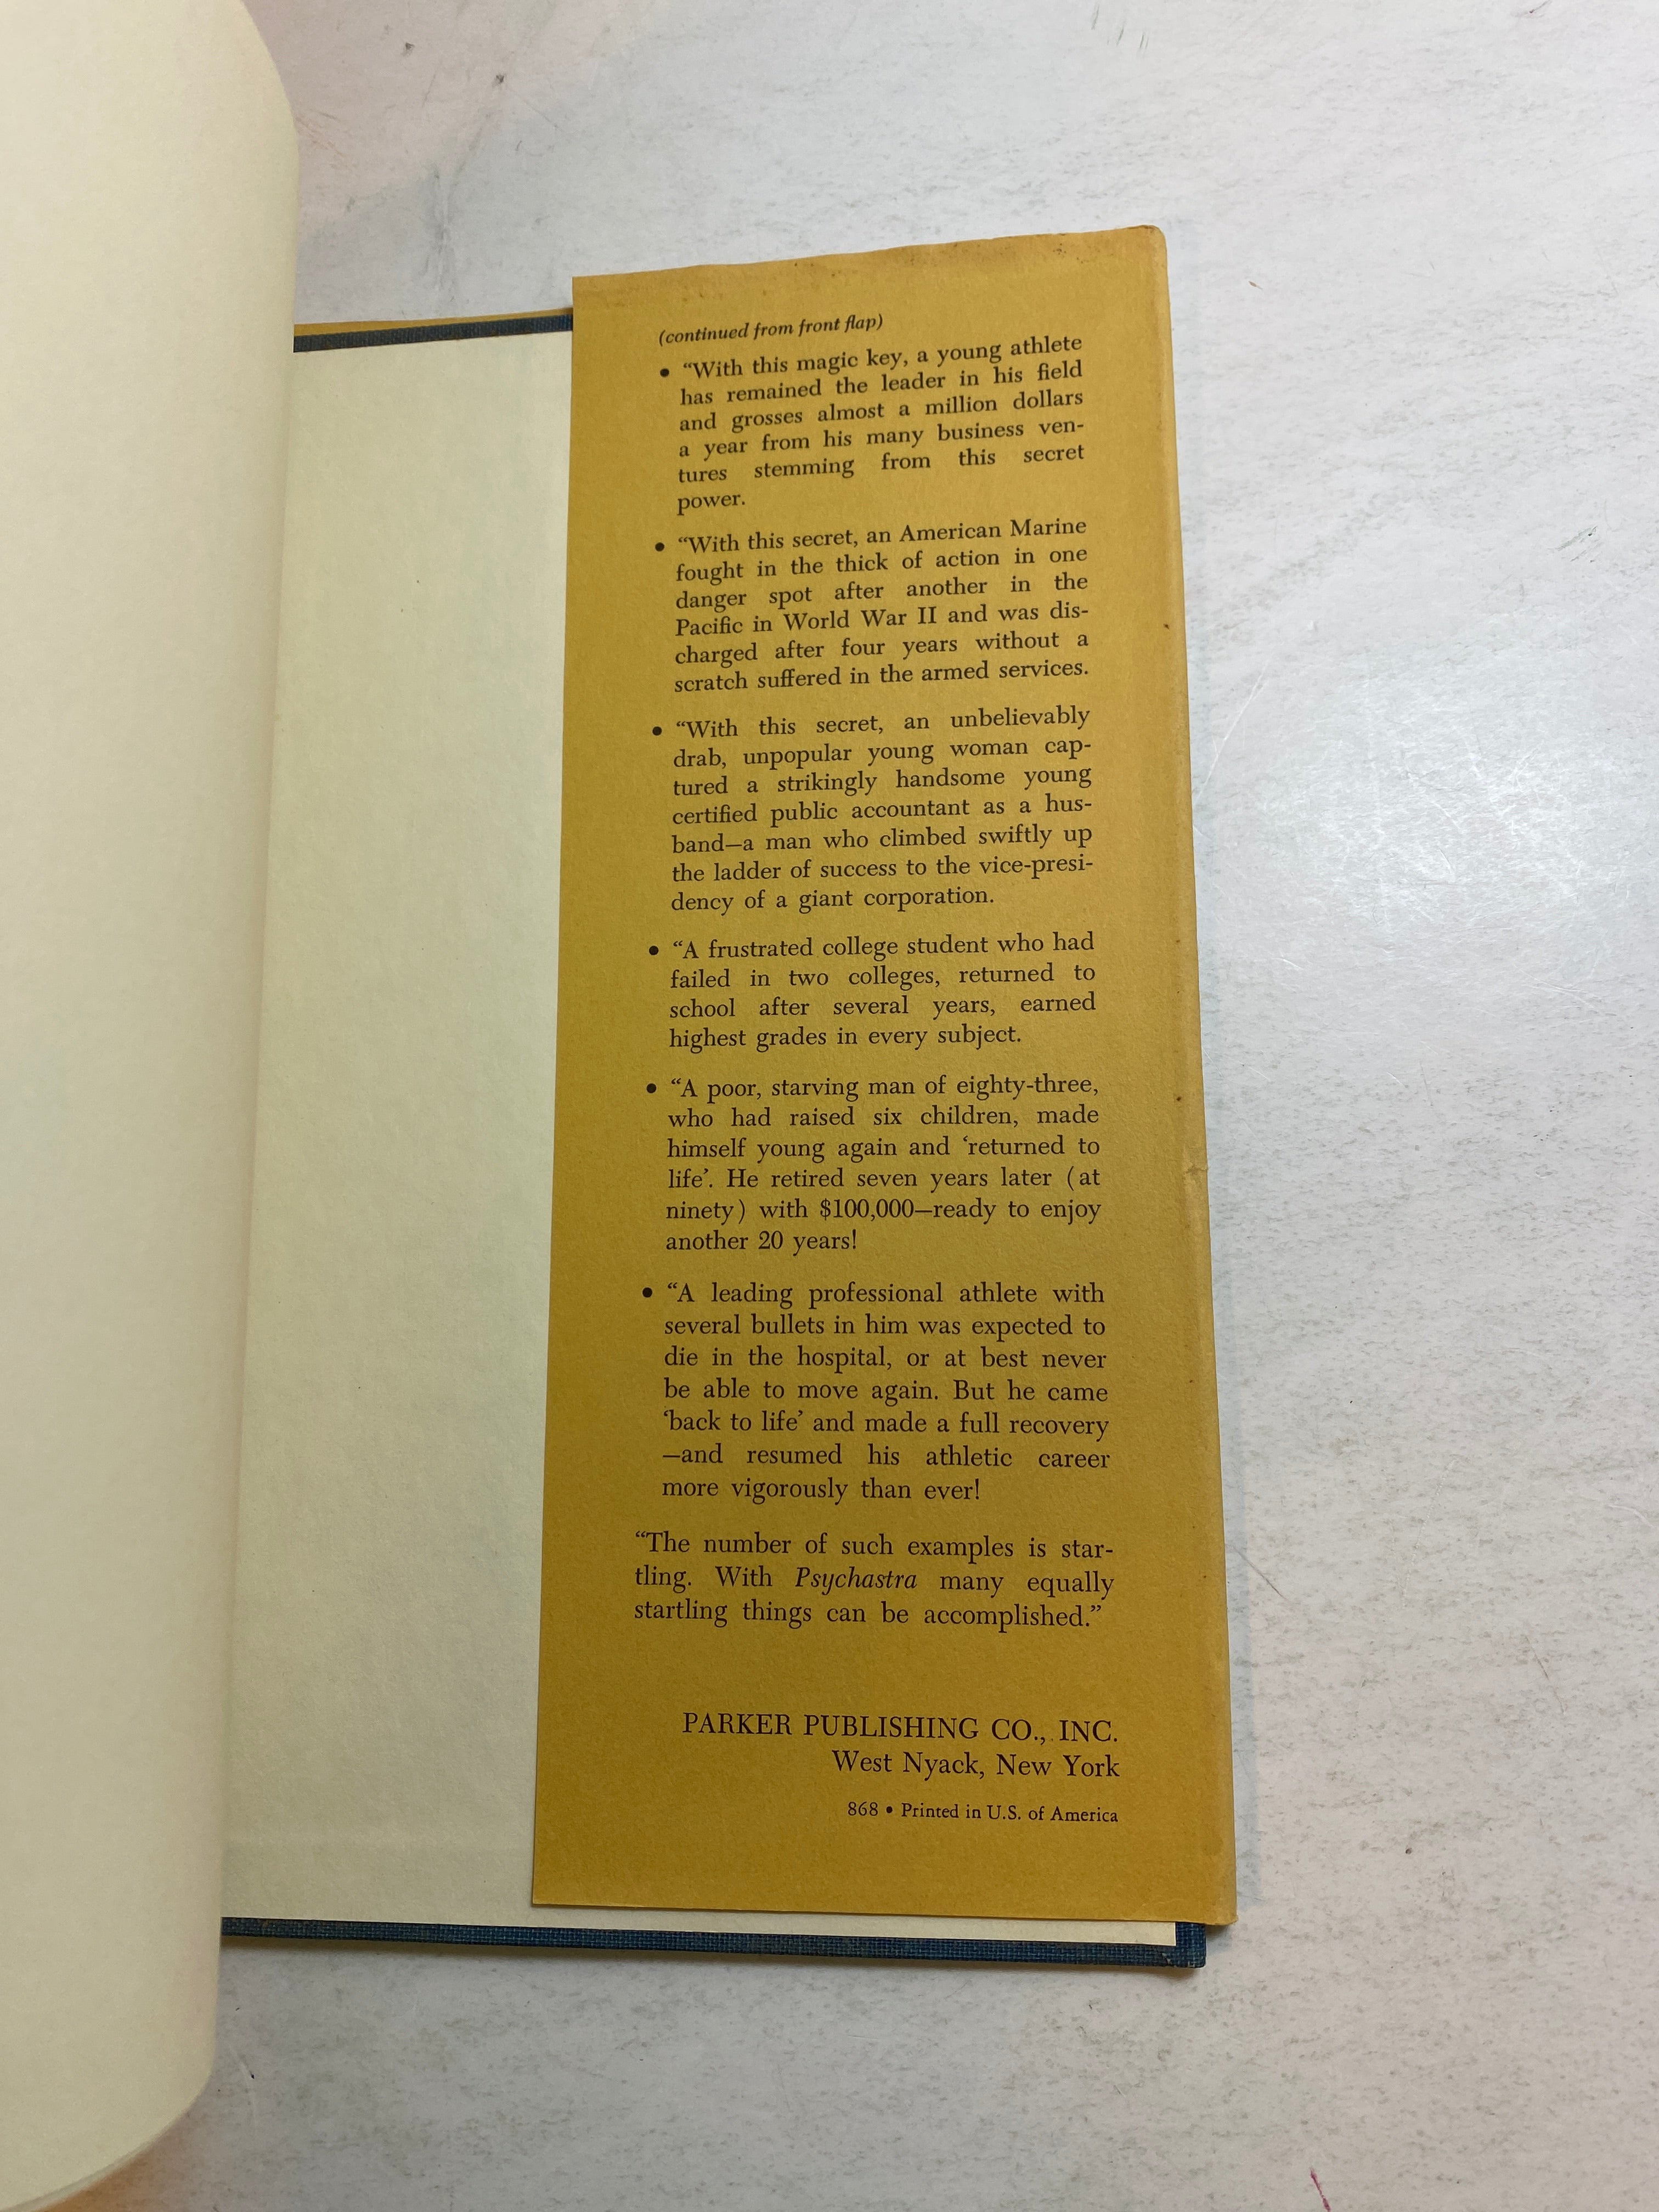 (continued from front flap)
• “With this magic key, a young athlete
has remained the leader in his field
and grosses almost a million dollars
a year from his many business ven-
tures stemming from this secret
power.
• “With this secret, an American Marine
fought in the thick of action in one
danger spot after another in the
Pacific in World War II and was dis-
charged after four years without a
scratch suffered in the armed services.
• “With this secret, an unbelievably
drab, unpopular young woman cap-
tured a strikingly handsome young
certified public accountant as a hus-
band—a man who climbed swiftly up
the ladder of success to the vice-presi-
dency of a giant corporation.
• “A frustrated college student who had
failed in two colleges, returned to
school after several years, earned
highest grades in every subject.
• “A poor, starving man of eighty-three,
who had raised six children, made
himself young again and ‘returned to
life’. He retired seven years later (at
ninety) with $100,000—ready to enjoy
another 20 years!
• “A leading professional athlete with
several bullets in him was expected to
die in the hospital, or at best never
be able to move again. But he came
‘back to life’ and made a full recovery
—and resumed his athletic career
more vigorously than ever!
“The number of such examples is star-
tling. With Psychastra many equally
startling things can be accomplished.”
PARKER PUBLISHING CO., INC.
West Nyack, New York
868 • Printed in U.S. of America